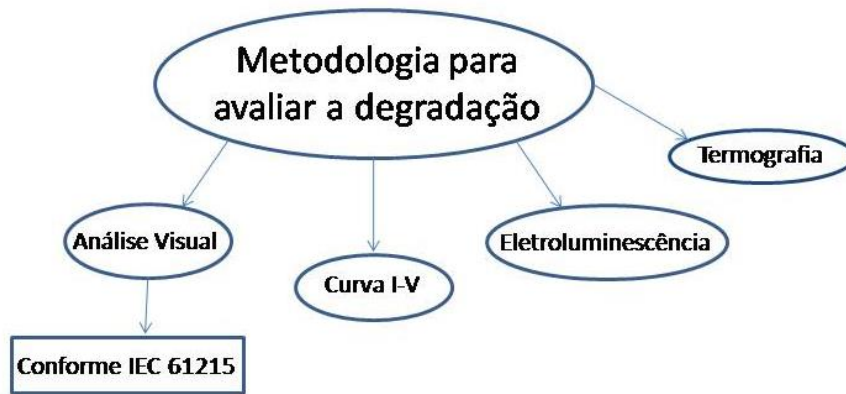 Metodologia para
avaliar a degradação
Termografia
Análise Visual
Eletroluminescência
Curva I-V
Conforme IEC 61215